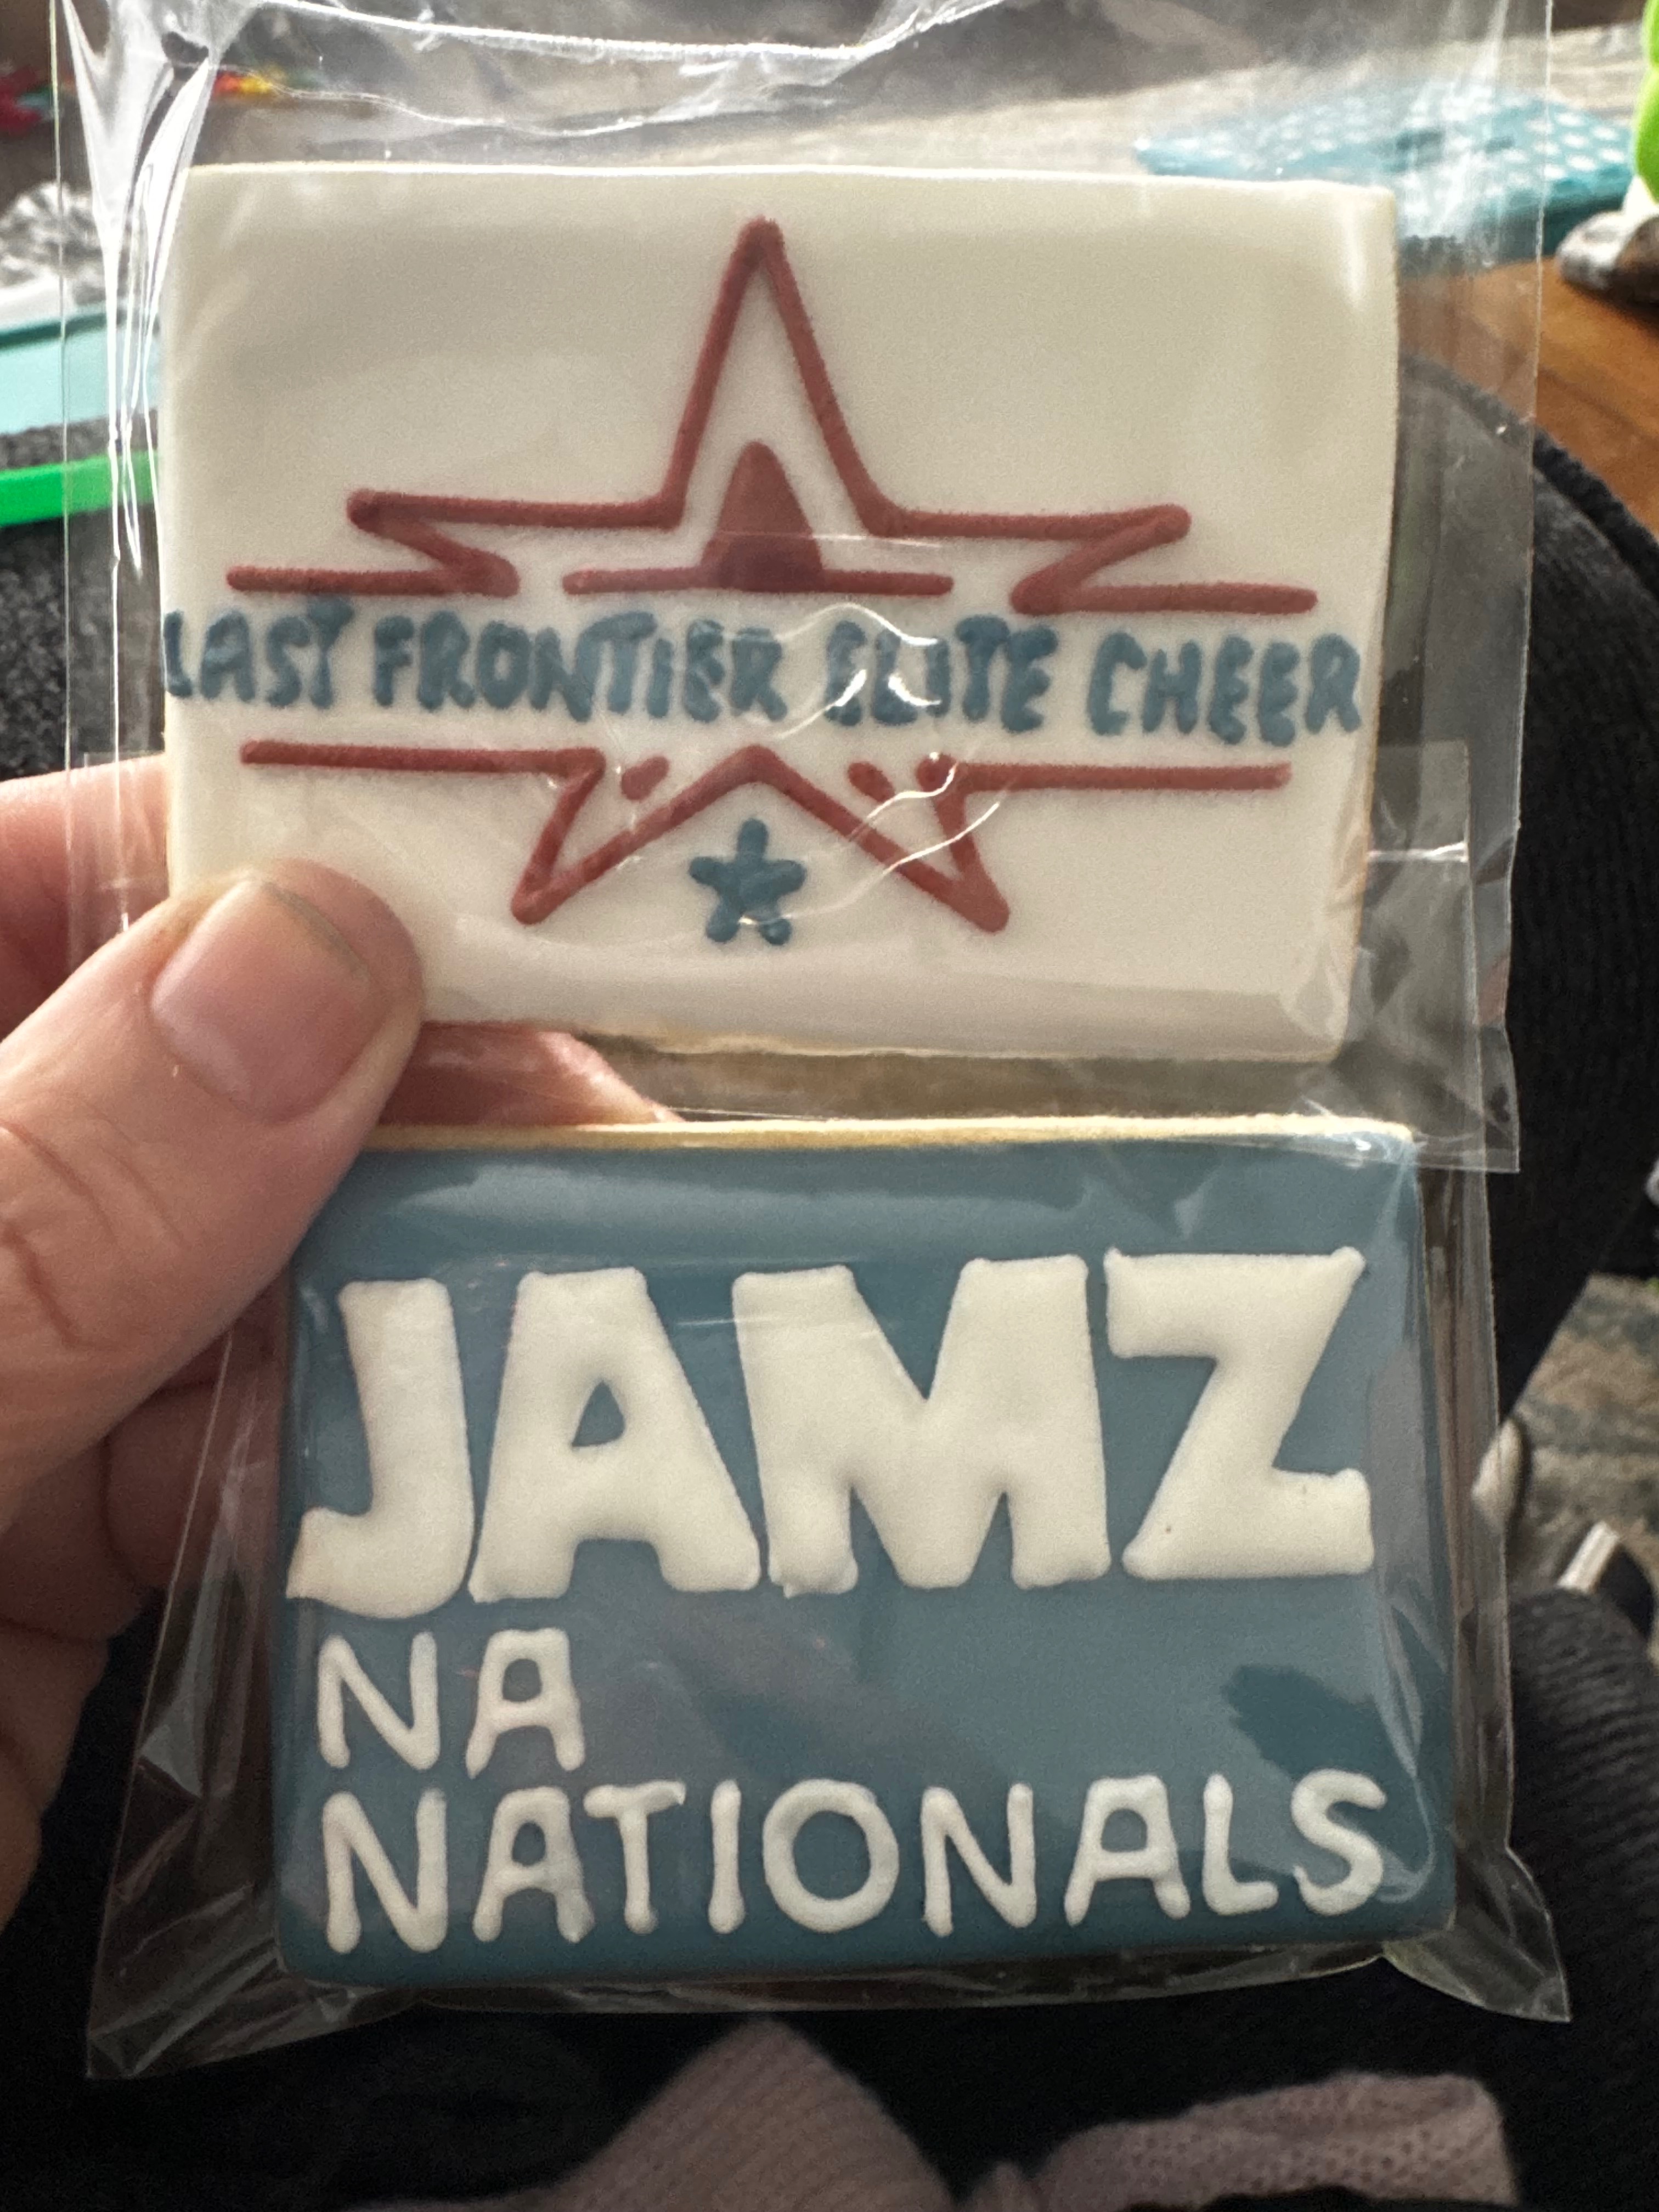 LAST FRONTIER ELITE CHEER
JAMZ
NA
NATIONALS